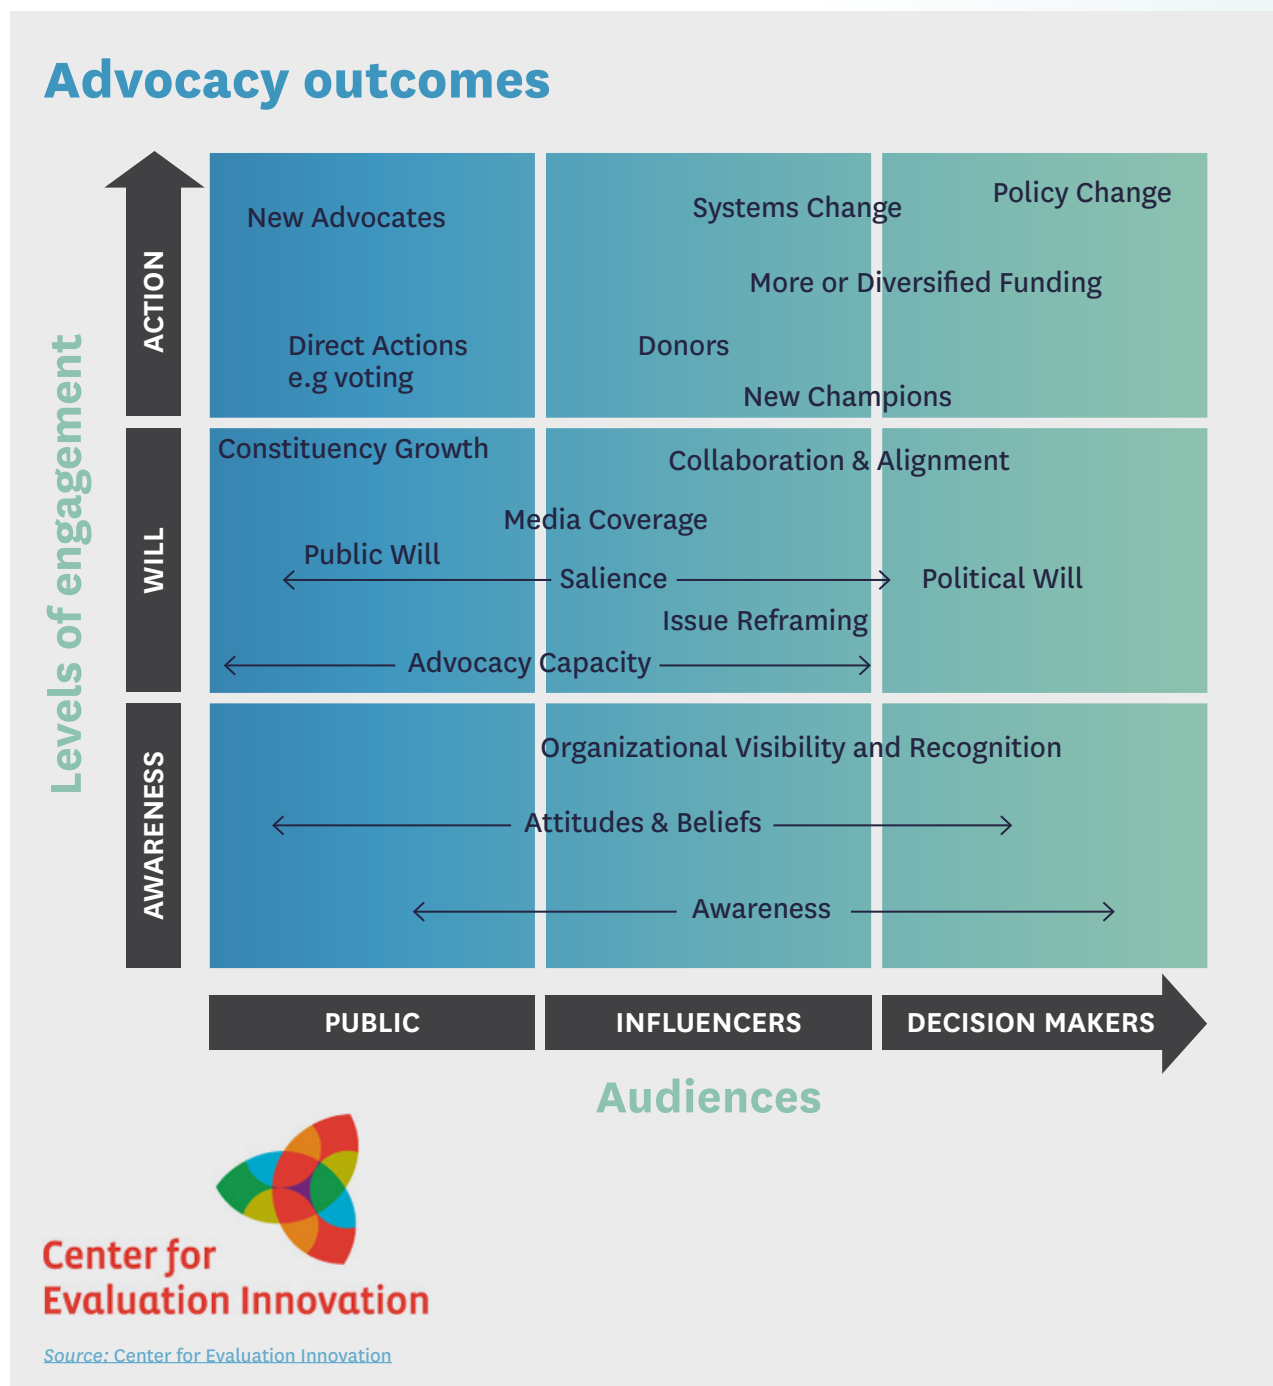 Advocacy outcomes
Levels of engagement
ACTION
New Advocates
Systems Change
Policy Change
More or Diversified Funding
Direct Actions
e.g voting
Donors
New Champions
WILL
Constituency Growth
Collaboration & Alignment
Media Coverage
Public Will
Salience
Political Will
Issue Reframing
Advocacy Capacity
AWARENESS
Organizational Visibility and Recognition
Attitudes & Beliefs
Awareness
PUBLIC
INFLUENCERS
DECISION MAKERS
Audiences
Center for
Evaluation Innovation
Source: Center for Evaluation Innovation